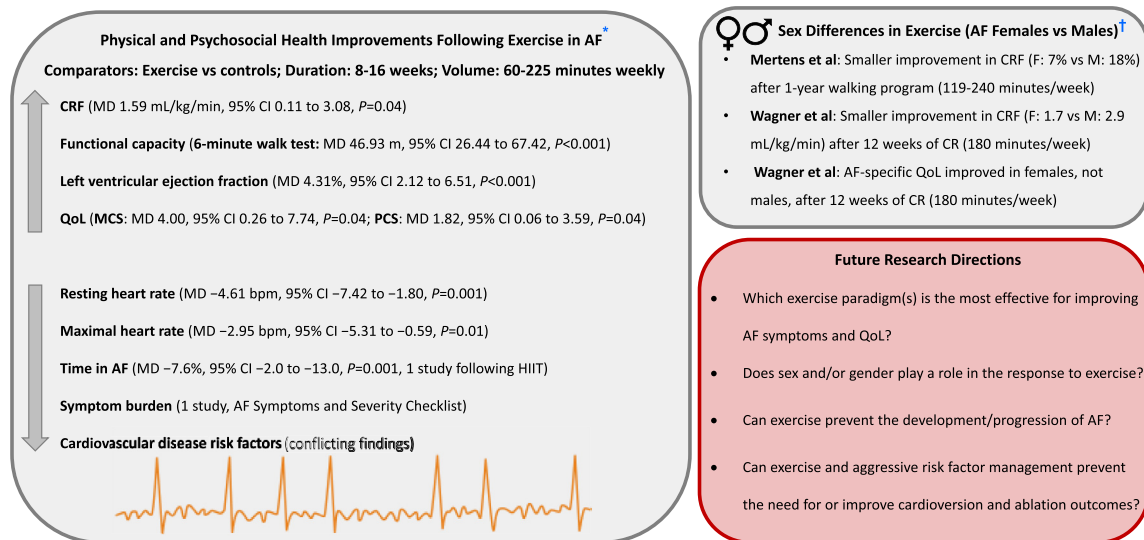 Physical and Psychosocial Health Improvements Following Exercise in AF*
Comparators: Exercise vs controls; Duration: 8-16 weeks; Volume: 60-225 minutes weekly
CRF (MD 1.59 mL/kg/min, 95% CI 0.11 to 3.08, P=0.04)
Functional capacity (6-minute walk test: MD 46.93 m, 95% CI 26.44 to 67.42, P<0.001)
Left ventricular ejection fraction (MD 4.31%, 95% CI 2.12 to 6.51, P<0.001)
QoL (MCS: MD 4.00, 95% CI 0.26 to 7.74, P=0.04; PCS: MD 1.82, 95% CI 0.06 to 3.59, P=0.04)
Resting heart rate (MD −4.61 bpm, 95% CI −7.42 to −1.80, P=0.001)
Maximal heart rate (MD −2.95 bpm, 95% CI −5.31 to −0.59, P=0.01)
Time in AF (MD −7.6%, 95% CI −2.0 to −13.0, P=0.001, 1 study following HIIT)
Symptom burden (1 study, AF Symptoms and Severity Checklist)
Cardiovascular disease risk factors (conflicting findings)
♀♂ Sex Differences in Exercise (AF Females vs Males)†
• Mertens et al: Smaller improvement in CRF (F: 7% vs M: 18%)
after 1-year walking program (119-240 minutes/week)
• Wagner et al: Smaller improvement in CRF (F: 1.7 vs M: 2.9
mL/kg/min) after 12 weeks of CR (180 minutes/week)
• Wagner et al: AF-specific QoL improved in females, not
males, after 12 weeks of CR (180 minutes/week)
Future Research Directions
• Which exercise paradigm(s) is the most effective for improving
AF symptoms and QoL?
• Does sex and/or gender play a role in the response to exercise?
• Can exercise prevent the development/progression of AF?
• Can exercise and aggressive risk factor management prevent
the need for or improve cardioversion and ablation outcomes?